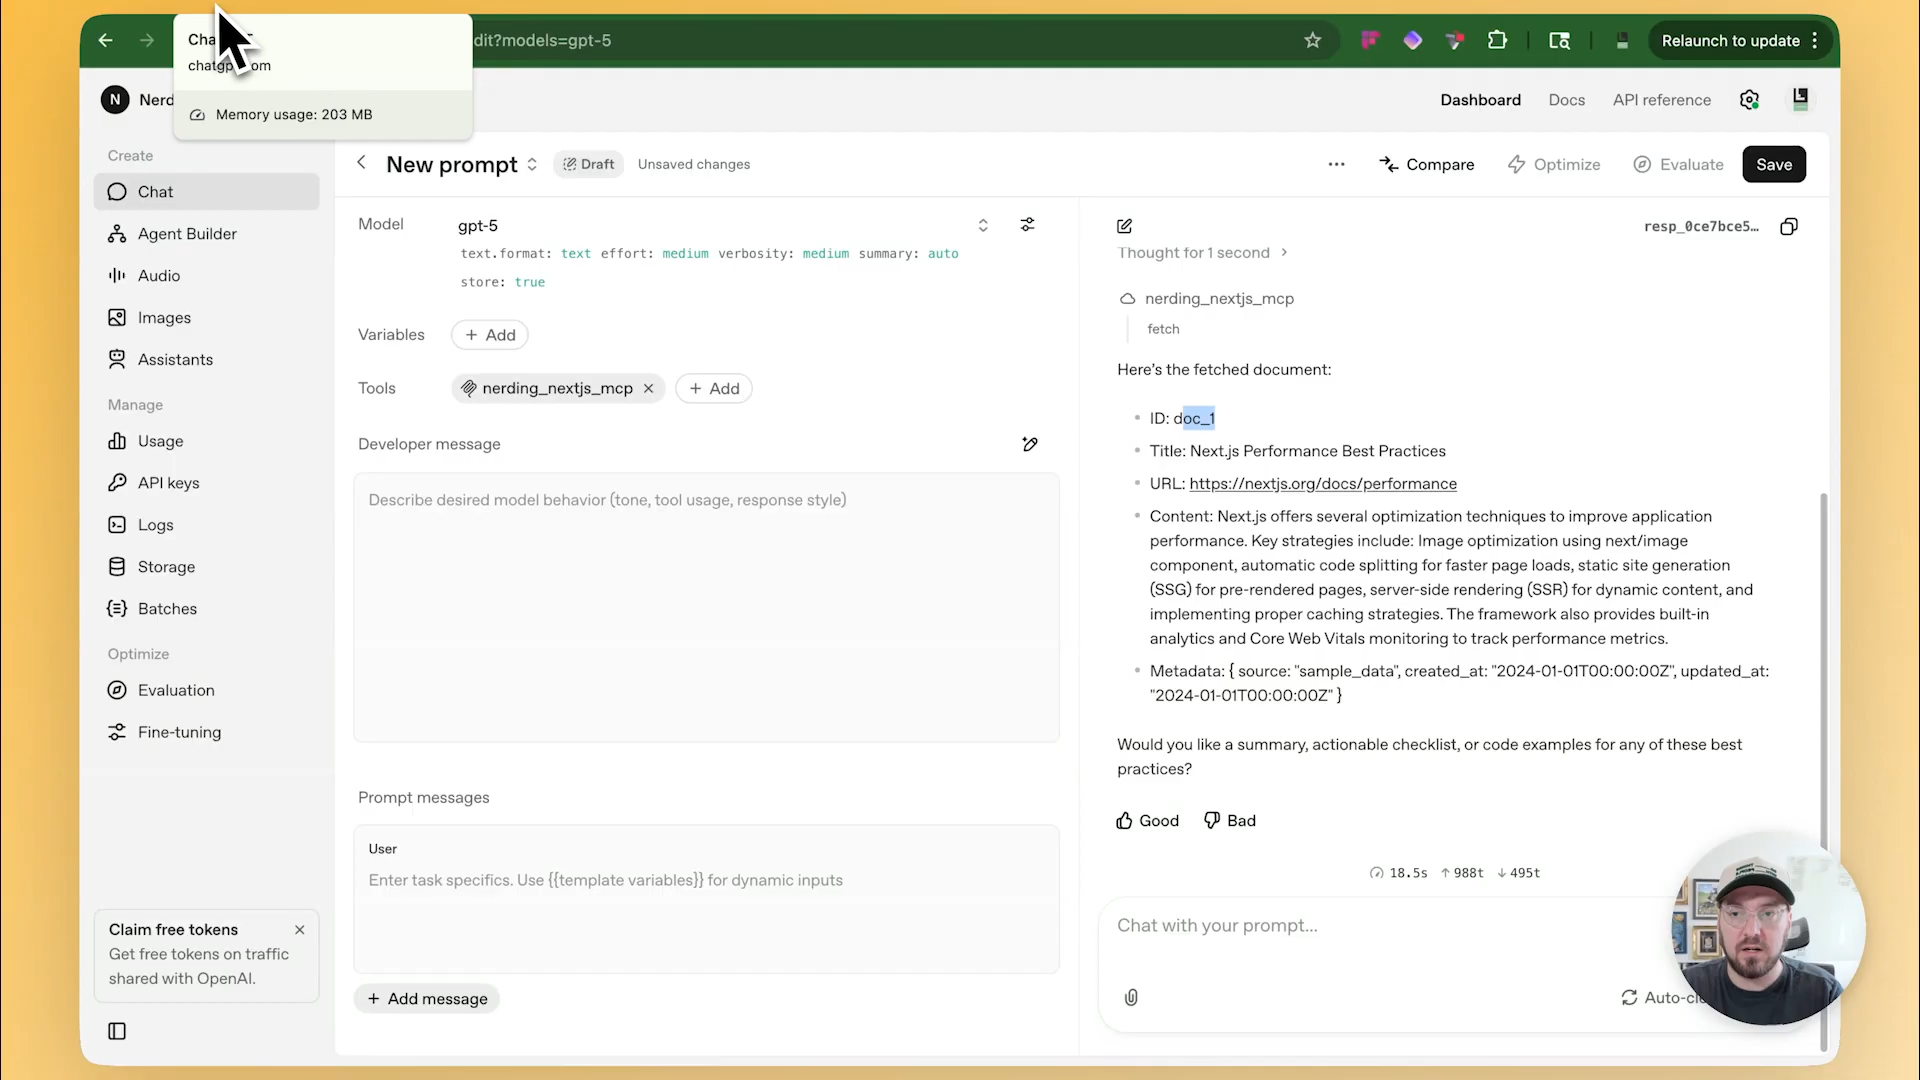 dit?models=gpt-5
Relaunch to update
Memory usage: 203 MB
N
Dashboard
Docs
API reference
Create
Chat
Agent Builder
Audio
Images
Assistants
Manage
Usage
API keys
Logs
Storage
Batches
Optimize
Evaluation
Fine-tuning
Claim free tokens
Get free tokens on traffic
shared with OpenAI.
New prompt
Draft
Unsaved changes
Compare
Optimize
Evaluate
Save
Model
gpt-5
text.format: text effort: medium verbosity: medium summary: auto
store: true
Variables
+ Add
Tools
nerding_nextjs_mcp
+ Add
Developer message
Describe desired model behavior (tone, tool usage, response style)
Prompt messages
User
Enter task specifics. Use {{template variables}} for dynamic inputs
+ Add message
resp_0ce7bce5…
Thought for 1 second
nerding_nextjs_mcp
fetch
Here's the fetched document:
• ID: doc_1
• Title: Next.js Performance Best Practices
• URL: https://nextjs.org/docs/performance
• Content: Next.js offers several optimization techniques to improve application
performance. Key strategies include: Image optimization using next/image
component, automatic code splitting for faster page loads, static site generation
(SSG) for pre-rendered pages, server-side rendering (SSR) for dynamic content, and
implementing proper caching strategies. The framework also provides built-in
analytics and Core Web Vitals monitoring to track performance metrics.
• Metadata: { source: "sample_data", created_at: "2024-01-01T00:00:00Z", updated_at:
"2024-01-01T00:00:00Z" }
Would you like a summary, actionable checklist, or code examples for any of these best
practices?
Good
Bad
18.5s ↑988t ↓495t
Chat with your prompt...